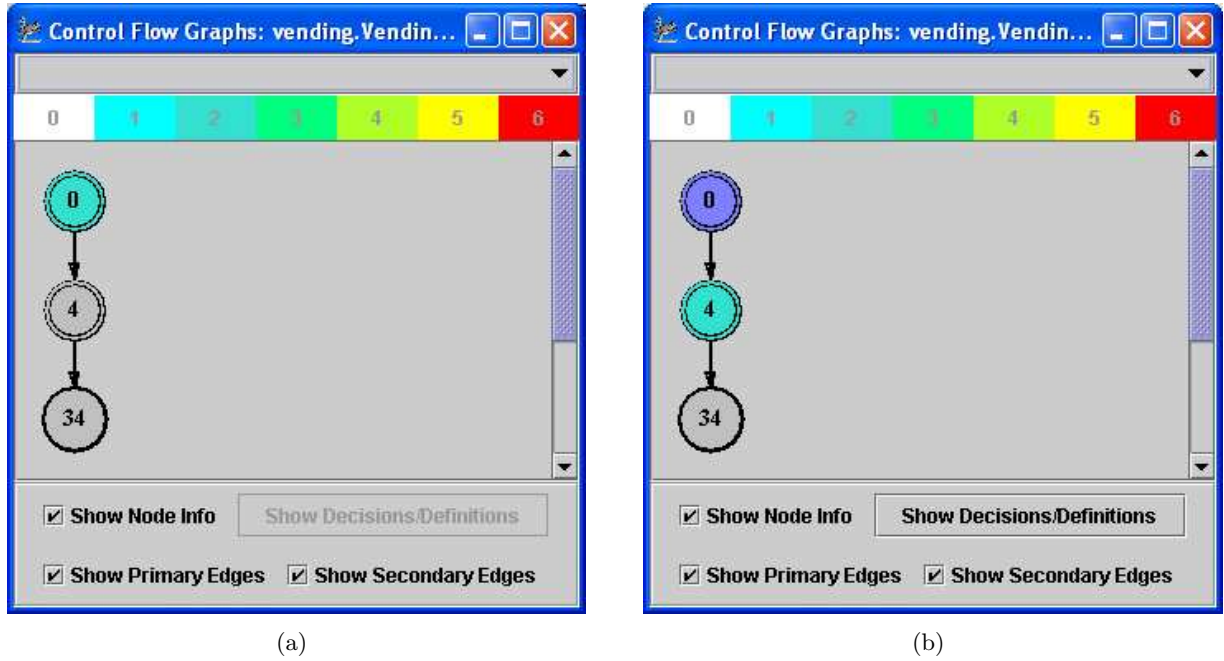 Control Flow Graphs: vending.Vendin...
0 1 2 3 4 5 6
0
4
34
Show Node Info Show Decisions/Definitions
Show Primary Edges Show Secondary Edges
(a)
Control Flow Graphs: vending.Vendin...
0 1 2 3 4 5 6
0
4
34
Show Node Info Show Decisions/Definitions
Show Primary Edges Show Secondary Edges
(b)